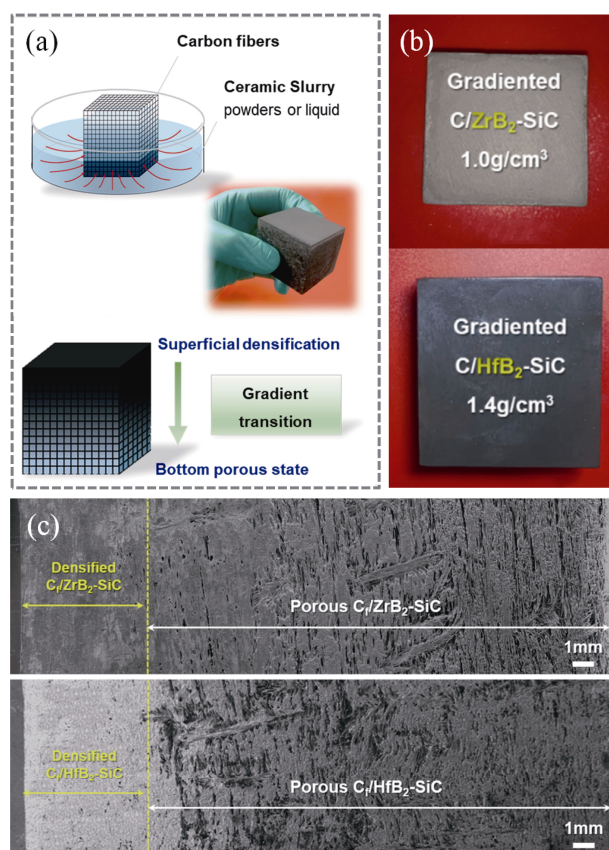 (a)
Carbon fibers
Ceramic Slurry
powders or liquid
Superficial densification
Gradient
transition
Bottom porous state
(b)
Gradiented
C/ZrB₂-SiC
1.0g/cm³
Gradiented
C/HfB₂-SiC
1.4g/cm³
(c)
Densified
Cf/ZrB₂-SiC
Porous Cf/ZrB₂-SiC
1mm
Densified
Cf/HfB₂-SiC
Porous Cf/HfB₂-SiC
1mm